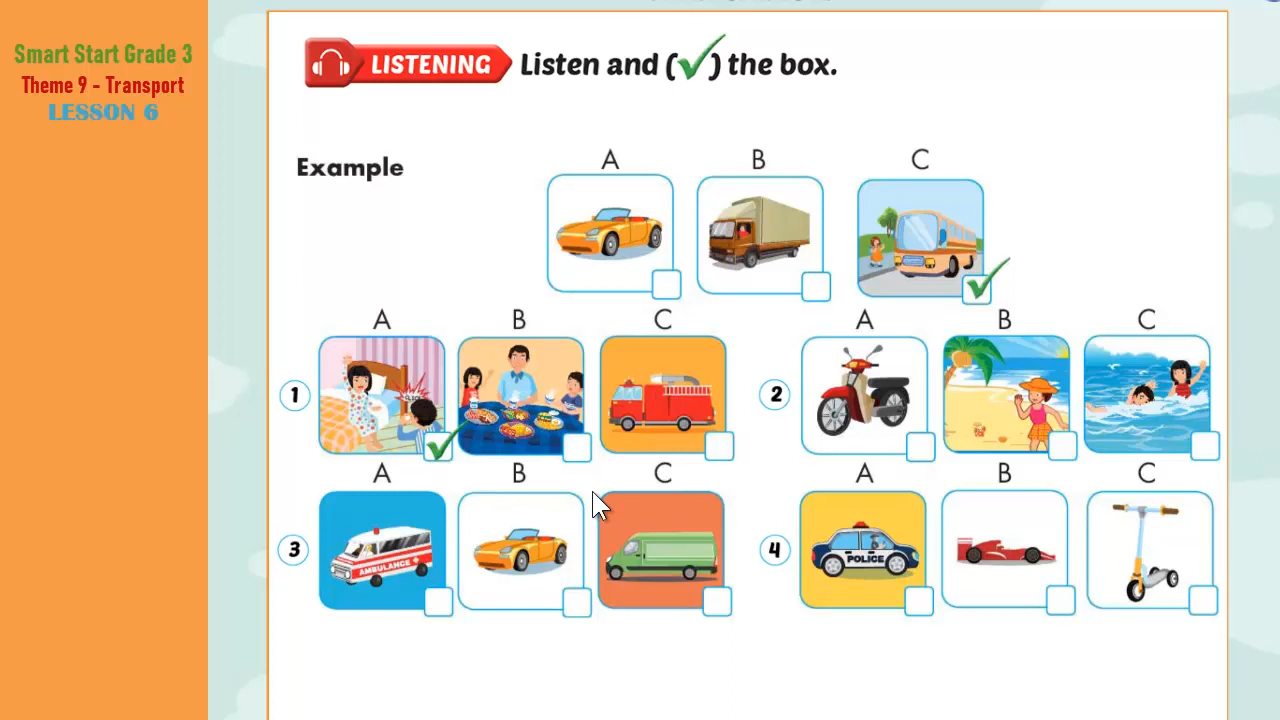 Smart Start Grade 3
Theme 9 - Transport
LESSON 6
LISTENING Listen and (✓) the box.
Example
A B C
A B C
1
A B C
2
A B C
3 AMBULANCE
A B C
4 POLICE